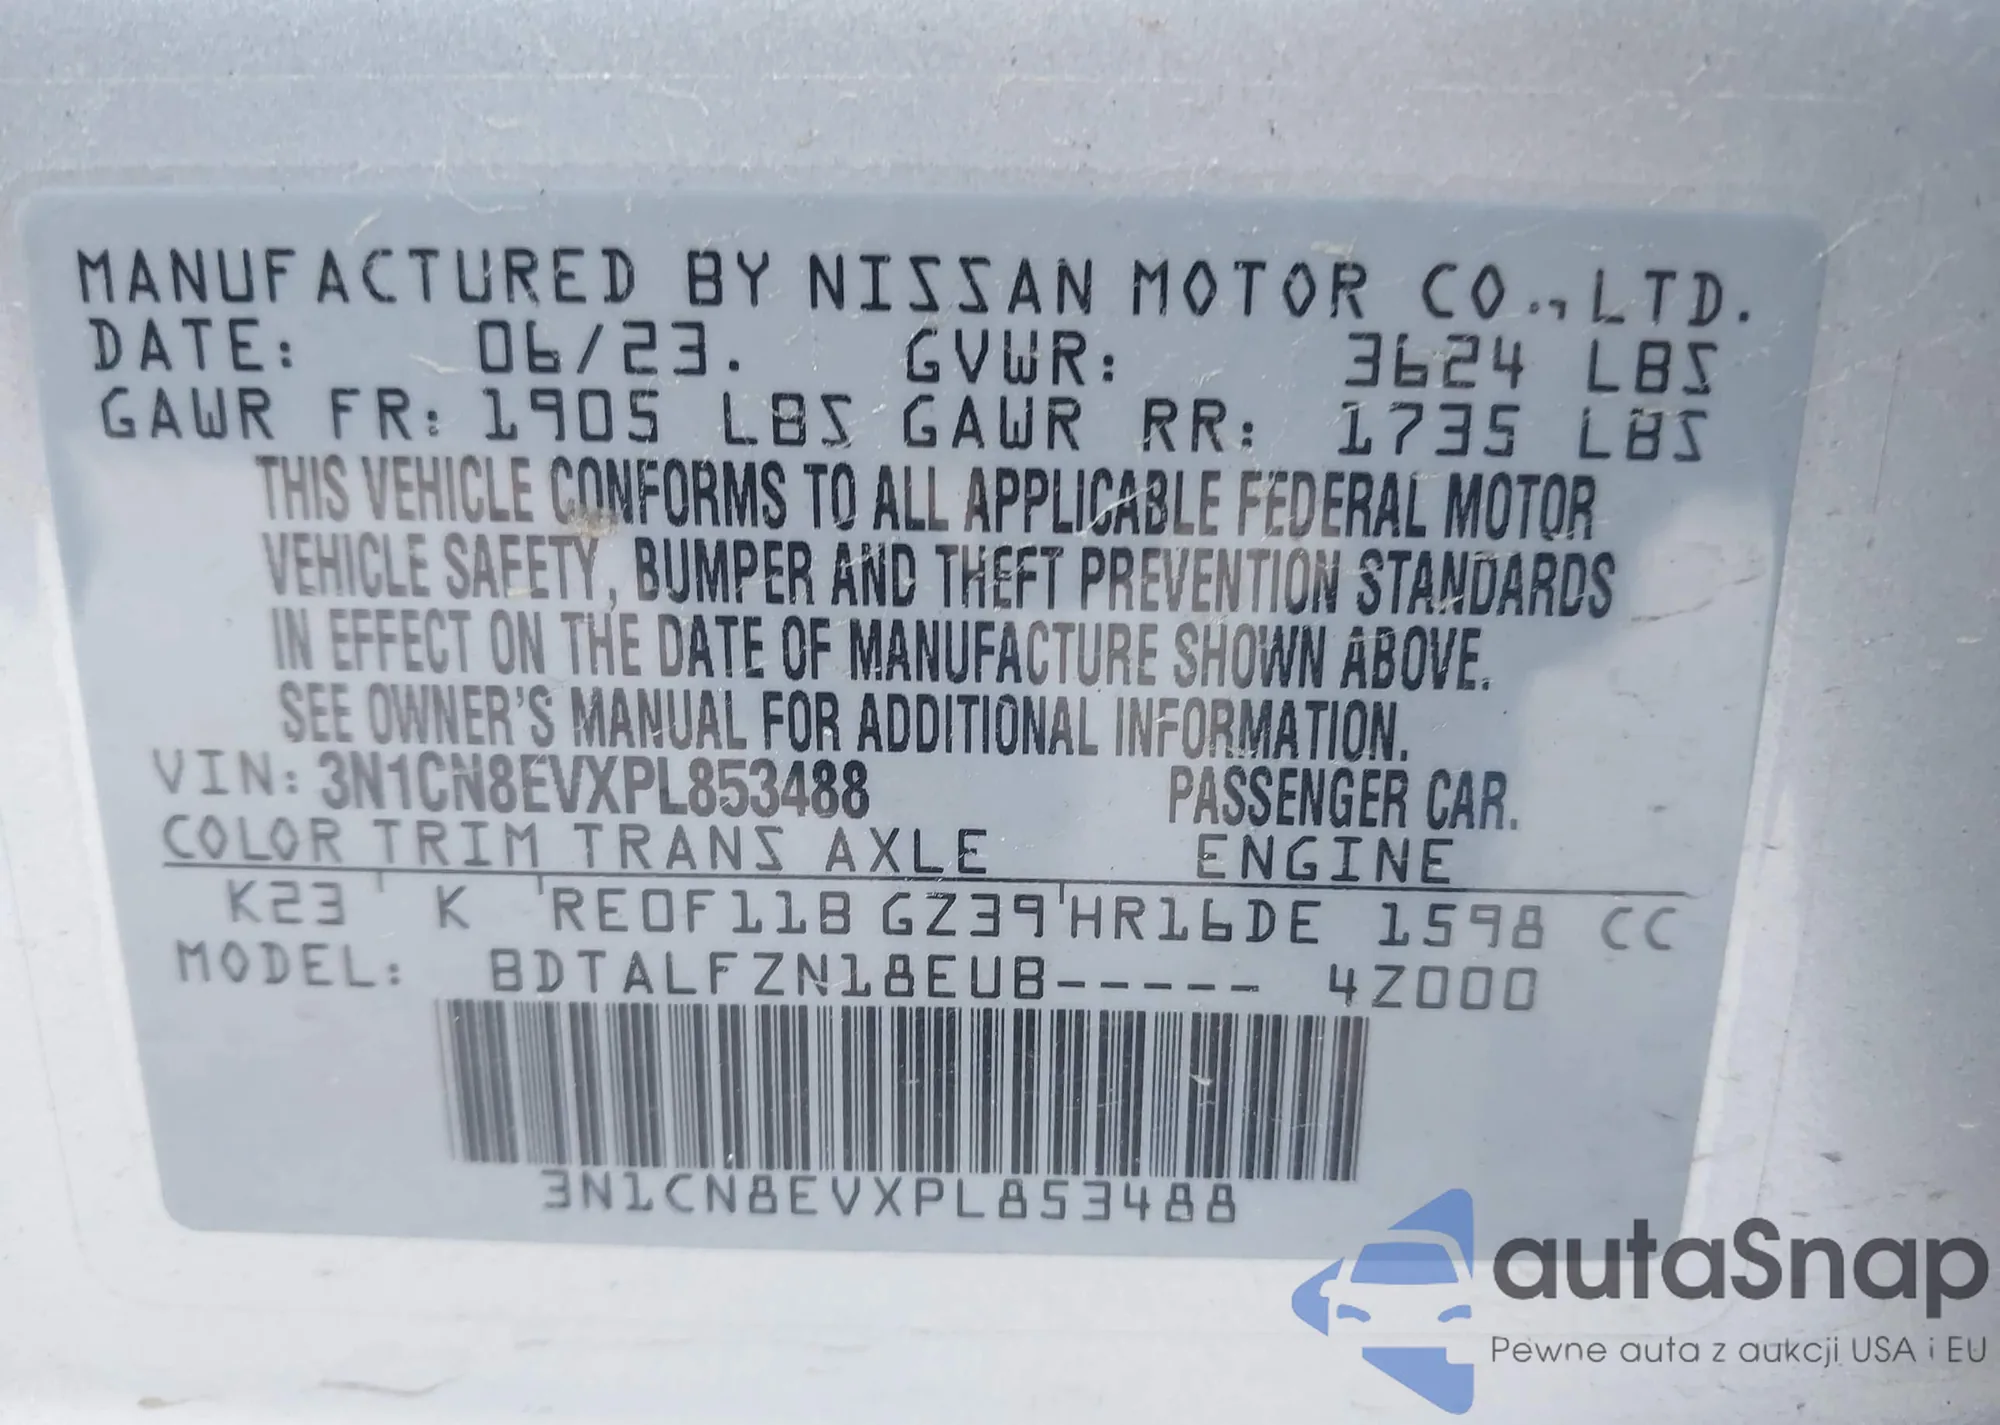 MANUFACTURED BY NISSAN MOTOR CO., LTD.
DATE: 06/23. GVWR: 3624 LBS
GAWR FR: 1905 LBS GAWR RR: 1735 LBS
THIS VEHICLE CONFORMS TO ALL APPLICABLE FEDERAL MOTOR
VEHICLE SAFETY, BUMPER AND THEFT PREVENTION STANDARDS
IN EFFECT ON THE DATE OF MANUFACTURE SHOWN ABOVE.
SEE OWNER'S MANUAL FOR ADDITIONAL INFORMATION.
VIN: 3N1CN8EVXPL853488 PASSENGER CAR.
COLOR TRIM TRANS AXLE ENGINE
K23 K RE0F11B GZ39 HR16DE 1598 CC
MODEL: BDTALFZN18EUB----- 4Z000
3N1CN8EVXPL853488
autaSnap
Pewne auta z aukcji USA i EU